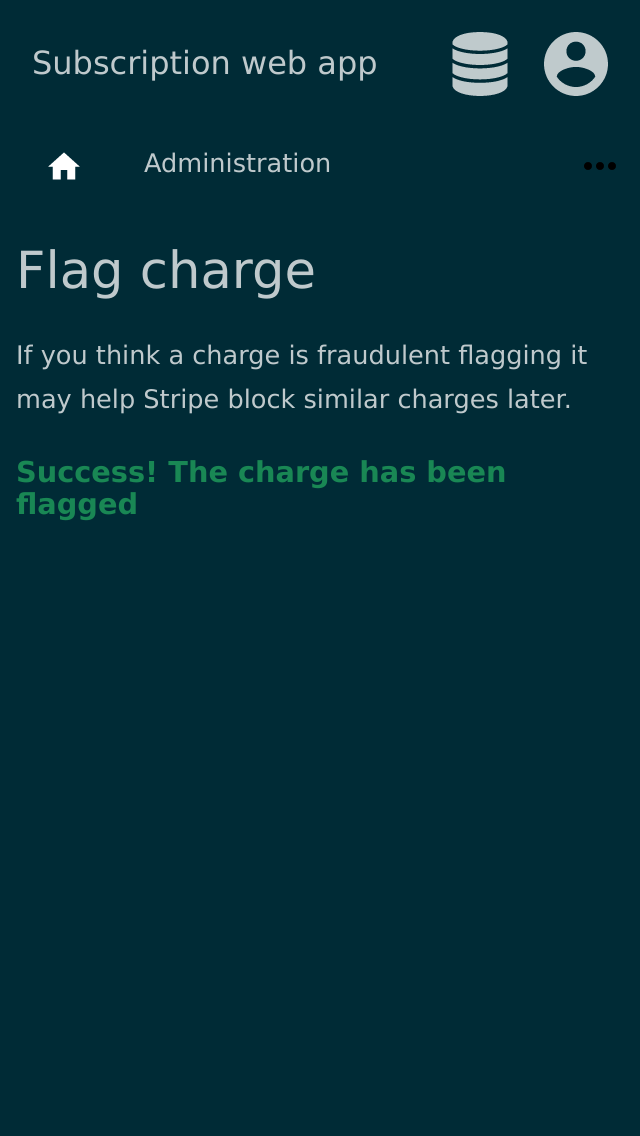 Subscription web app
Administration
Flag charge
If you think a charge is fraudulent flagging it
may help Stripe block similar charges later.
Success! The charge has been
flagged